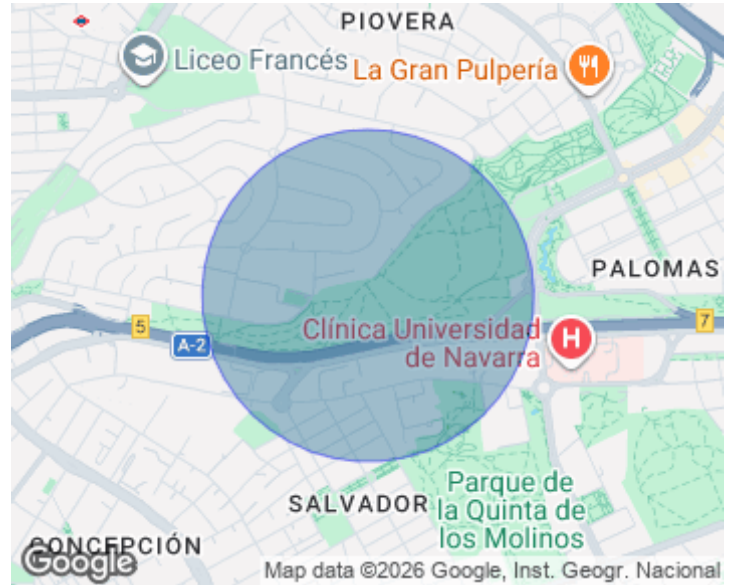 PIOVERA
Liceo Francés
La Gran Pulpería
PALOMAS
5
A-2
7
Clínica Universidad
de Navarra
H
SALVADOR
Parque de
la Quinta de
los Molinos
CONCEPCIÓN
Google
Map data ©2026 Google, Inst. Geogr. Nacional